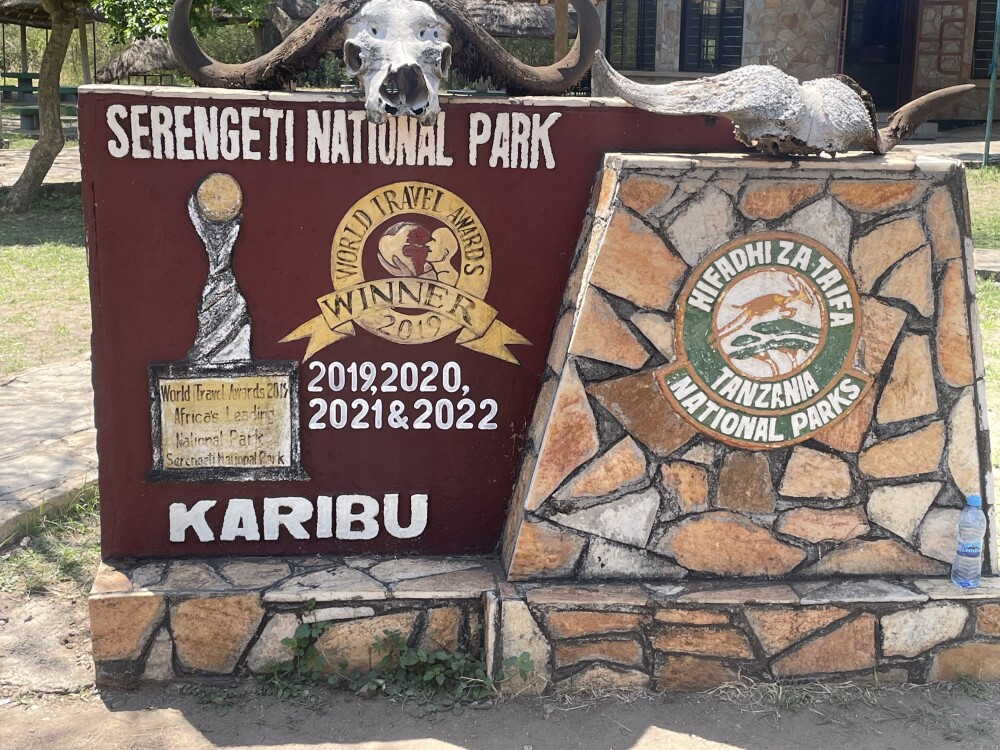 SERENGETI NATIONAL PARK
WORLD TRAVEL AWARDS
WINNER
2019
2019,2020,
2021&2022
World Travel Awards 2019
Africa's Leading
National Park
Serengeti National Park
KARIBU
HIFADHI ZA TAIFA
TANZANIA
NATIONAL PARKS